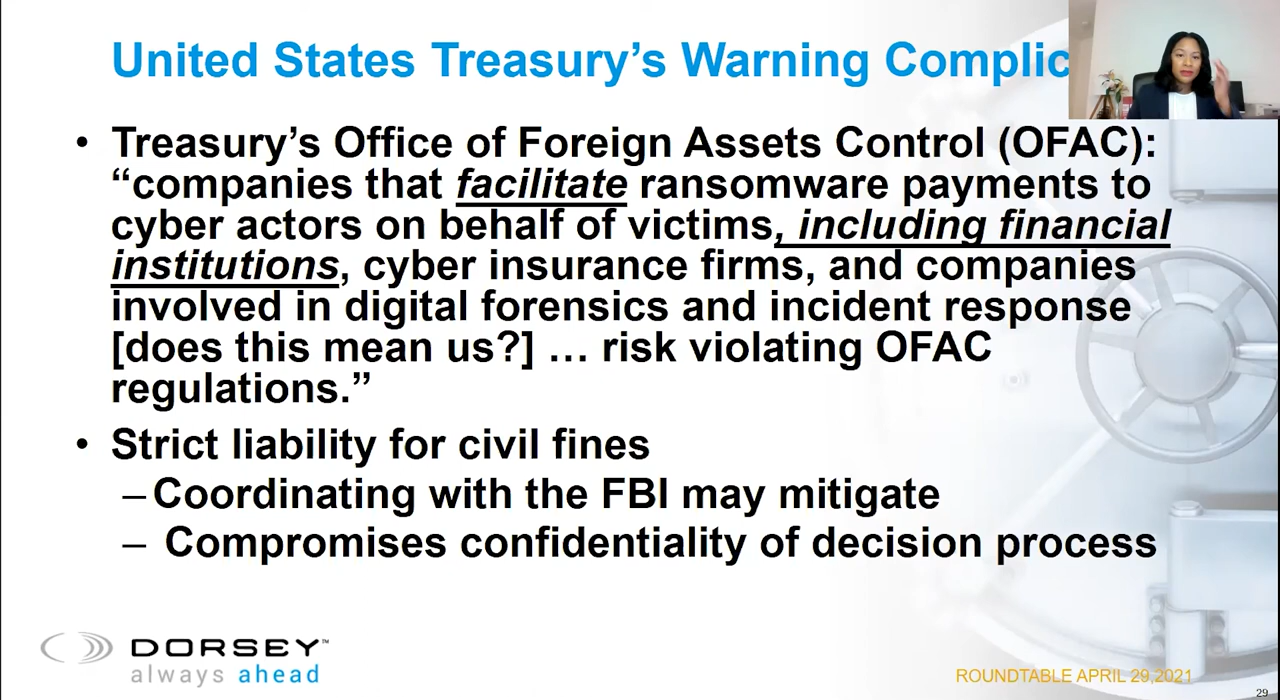 United States Treasury’s Warning Complic
• Treasury’s Office of Foreign Assets Control (OFAC):
“companies that facilitate ransomware payments to
cyber actors on behalf of victims, including financial
institutions, cyber insurance firms, and companies
involved in digital forensics and incident response
[does this mean us?] … risk violating OFAC
regulations.”
• Strict liability for civil fines
– Coordinating with the FBI may mitigate
– Compromises confidentiality of decision process
DORSEY™
always ahead
ROUNDTABLE APRIL 29,2021
29